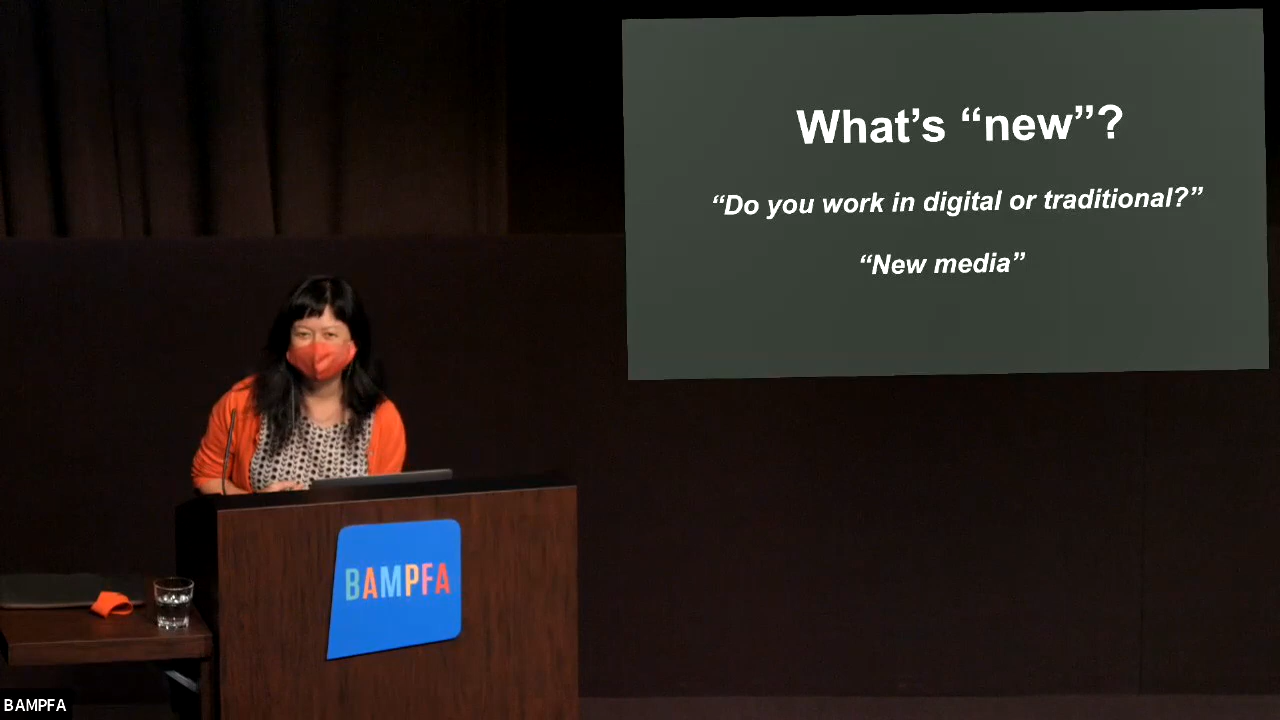 What’s “new”?
“Do you work in digital or traditional?”
“New media”
BAMPFA
BAMPFA